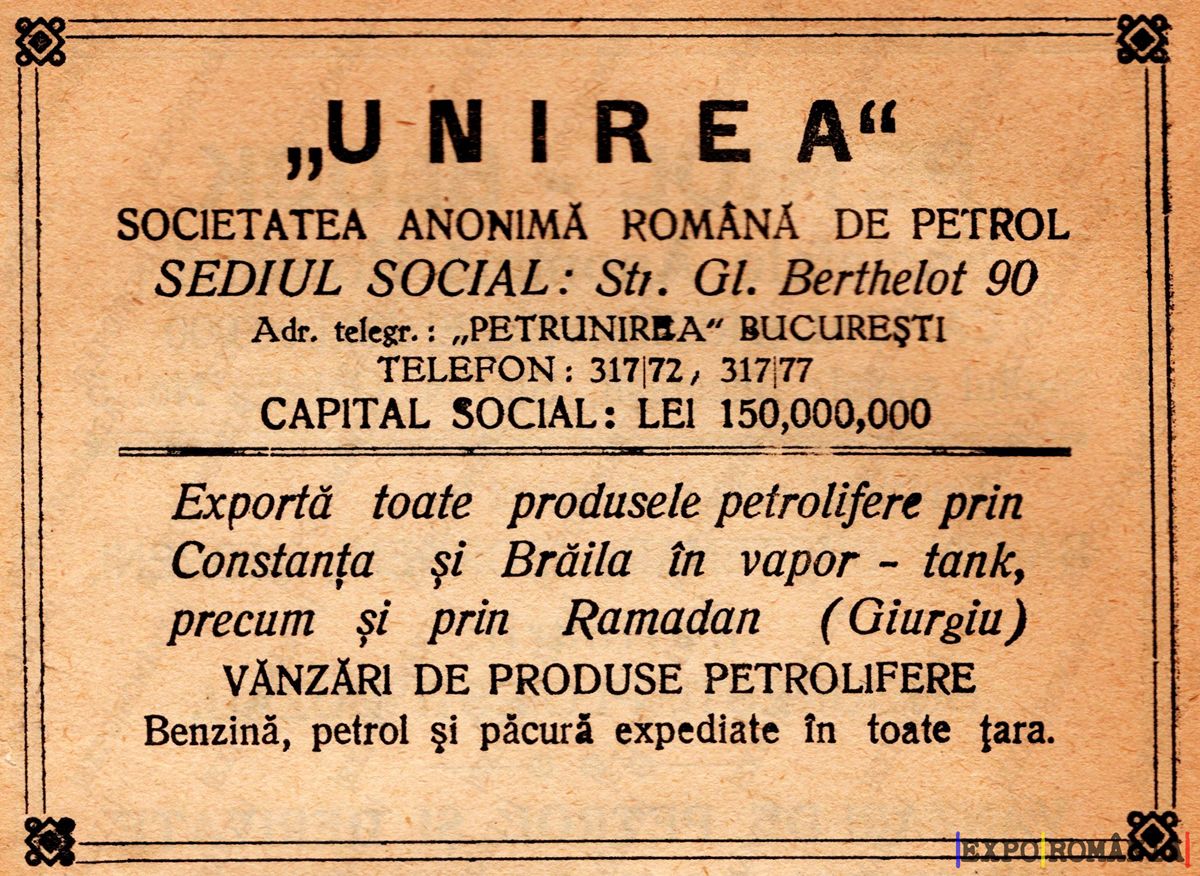 „UNIREA“
SOCIETATEA ANONIMĂ ROMÂNĂ DE PETROL
SEDIUL SOCIAL: Str. Gl. Berthelot 90
Adr. telegr.: „PETRUNIREA“ BUCUREŞTI
TELEFON: 317|72, 317|77
CAPITAL SOCIAL: LEI 150,000,000
Exportă toate produsele petrolifere prin
Constanța și Brăila în vapor - tank,
precum și prin Ramadan (Giurgiu)
VĂNZĂRI DE PRODUSE PETROLIFERE
Benzină, petrol şi păcură expediate în toate ţara.
EXPO ROMÂNIA